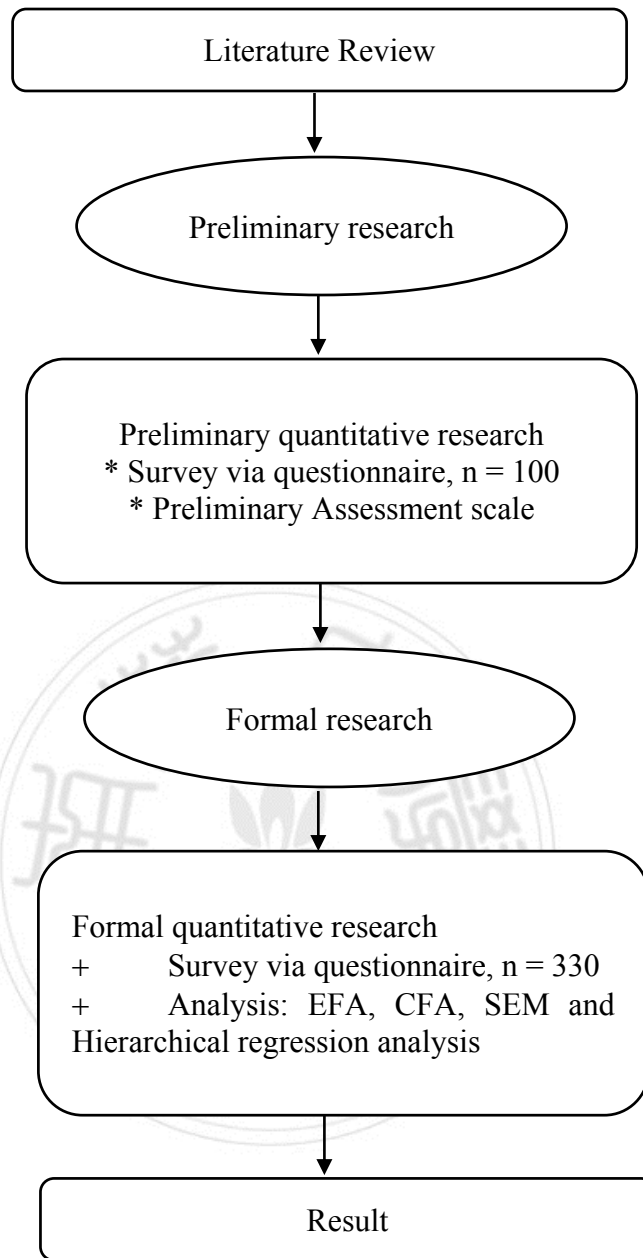 Literature Review
Preliminary research
Preliminary quantitative research
* Survey via questionnaire, n = 100
* Preliminary Assessment scale
Formal research
Formal quantitative research
+ Survey via questionnaire, n = 330
+ Analysis: EFA, CFA, SEM and
Hierarchical regression analysis
Result